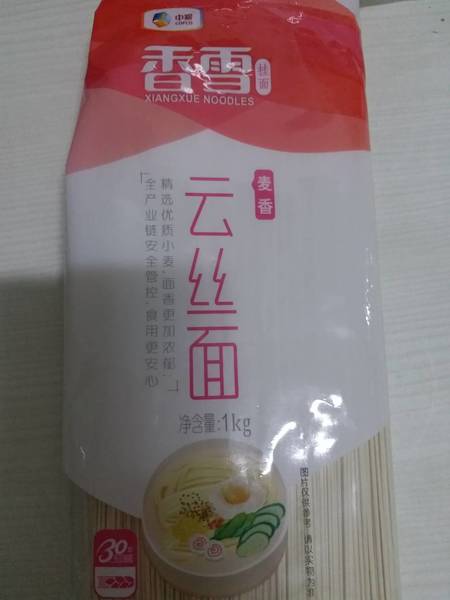 中粮
COFCO
香雪
挂面
XIANGXUE NOODLES
麦香
云丝面
「精选优质小麦,面香更加浓郁,
全产业链安全管控,食用更安心」
净含量:1kg
图片仅供参考 请以实物为准
30